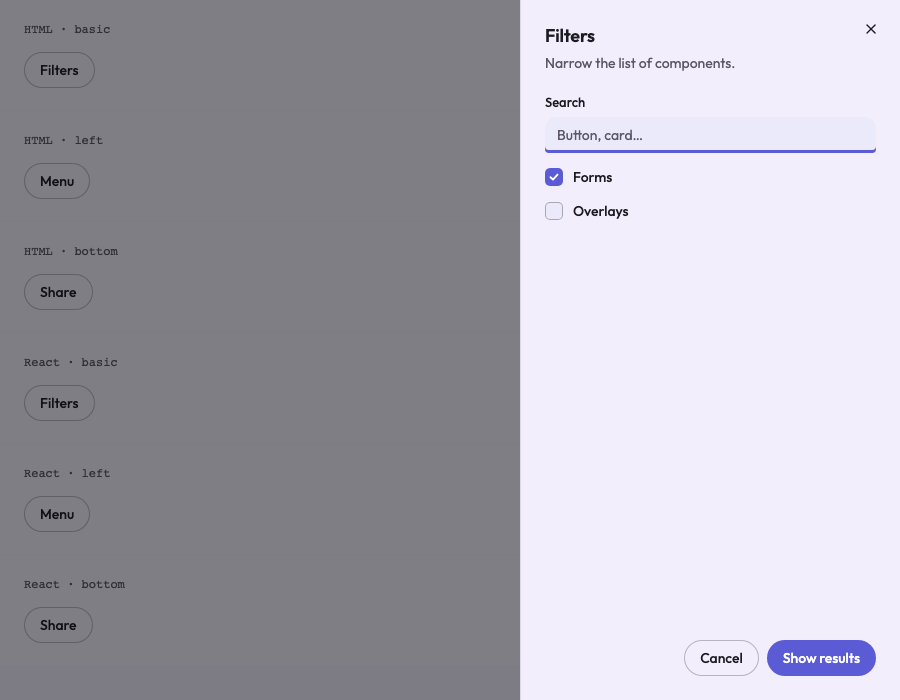 HTML · basic
Filters
HTML · left
Menu
HTML · bottom
Share
React · basic
Filters
React · left
Menu
React · bottom
Share
Filters
Narrow the list of components.
Search
Button, card…
Forms
Overlays
Cancel
Show results